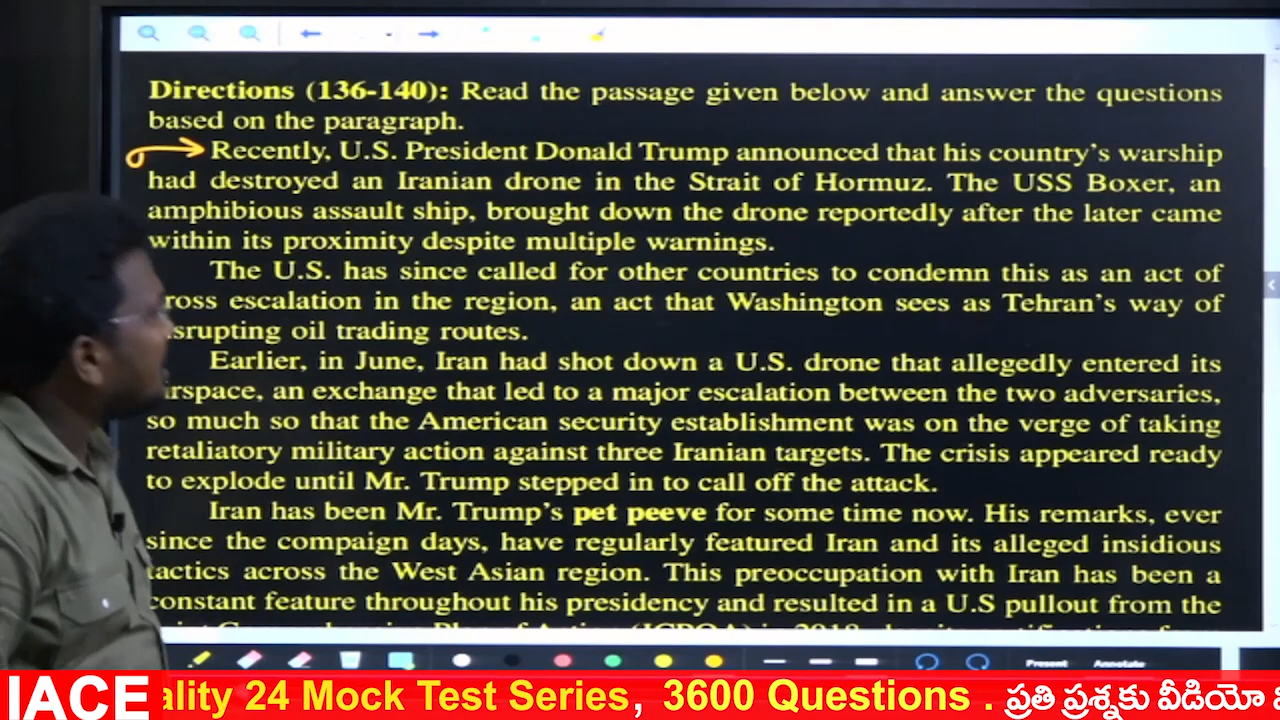 Directions (136-140): Read the passage given below and answer the questions
based on the paragraph.
Recently, U.S. President Donald Trump announced that his country's warship
had destroyed an Iranian drone in the Strait of Hormuz. The USS Boxer, an
amphibious assault ship, brought down the drone reportedly after the later came
within its proximity despite multiple warnings.
The U.S. has since called for other countries to condemn this as an act of
ross escalation in the region, an act that Washington sees as Tehran's way of
srupting oil trading routes.
Earlier, in June, Iran had shot down a U.S. drone that allegedly entered its
rspace, an exchange that led to a major escalation between the two adversaries,
so much so that the American security establishment was on the verge of taking
retaliatory military action against three Iranian targets. The crisis appeared ready
to explode until Mr. Trump stepped in to call off the attack.
Iran has been Mr. Trump's pet peeve for some time now. His remarks, ever
since the compaign days, have regularly featured Iran and its alleged insidious
tactics across the West Asian region. This preoccupation with Iran has been a
constant feature throughout his presidency and resulted in a U.S pullout from the
Present Annotate
IACE ality 24 Mock Test Series, 3600 Questions . ప్రతి ప్రశ్నకు వీడియో